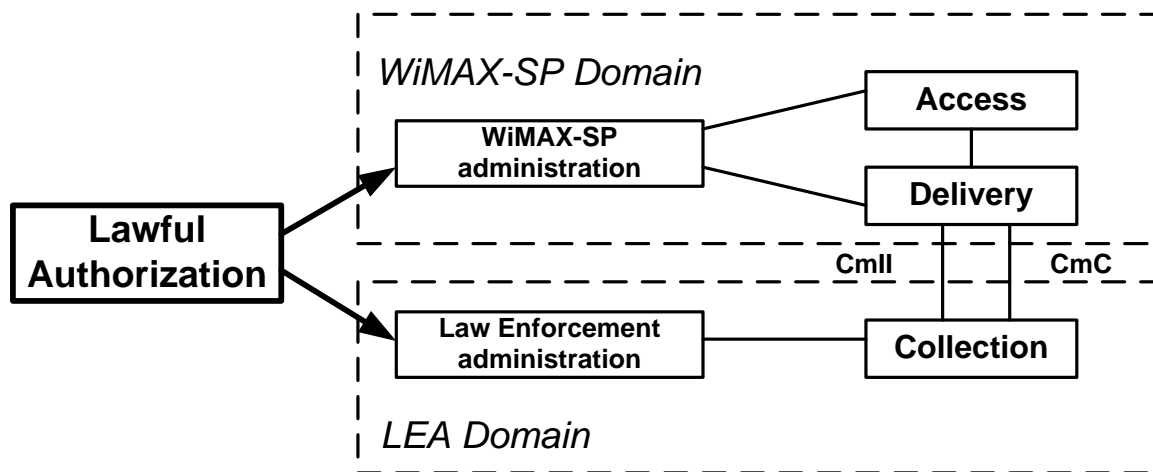 WiMAX-SP Domain
Access
WiMAX-SP
administration
Delivery
Lawful
Authorization
CmII
CmC
Law Enforcement
administration
Collection
LEA Domain